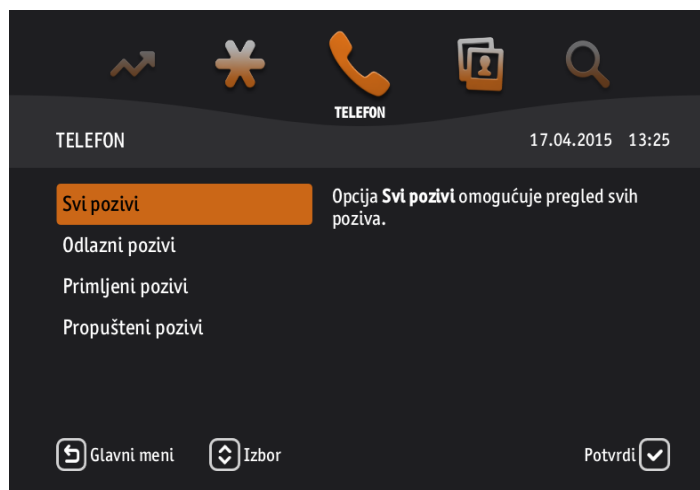 TELEFON
TELEFON
17.04.2015 13:25
Svi pozivi
Odlazni pozivi
Primljeni pozivi
Propušteni pozivi
Opcija Svi pozivi omogućuje pregled svih
poziva.
Glavni meni
Izbor
Potvrdi